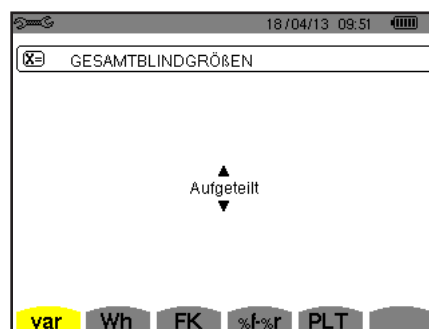 18/04/13 09:51
X= GESAMTBLINDGRÖßEN
Aufgeteilt
var Wh FK %f-%r PLT